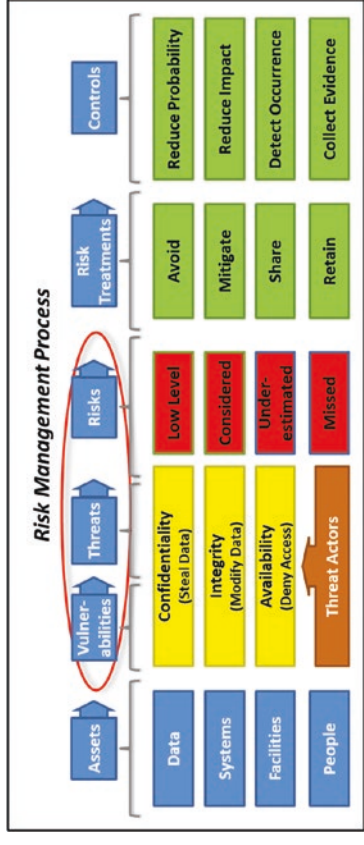 Risk Management Process
Assets
Vulner-
abilities
Threats
Risks
Risk
Treatments
Controls
Data
Systems
Facilities
People
Confidentiality
(Steal Data)
Integrity
(Modify Data)
Availability
(Deny Access)
Threat Actors
Low Level
Considered
Under-
estimated
Missed
Avoid
Mitigate
Share
Retain
Reduce Probability
Reduce Impact
Detect Occurrence
Collect Evidence